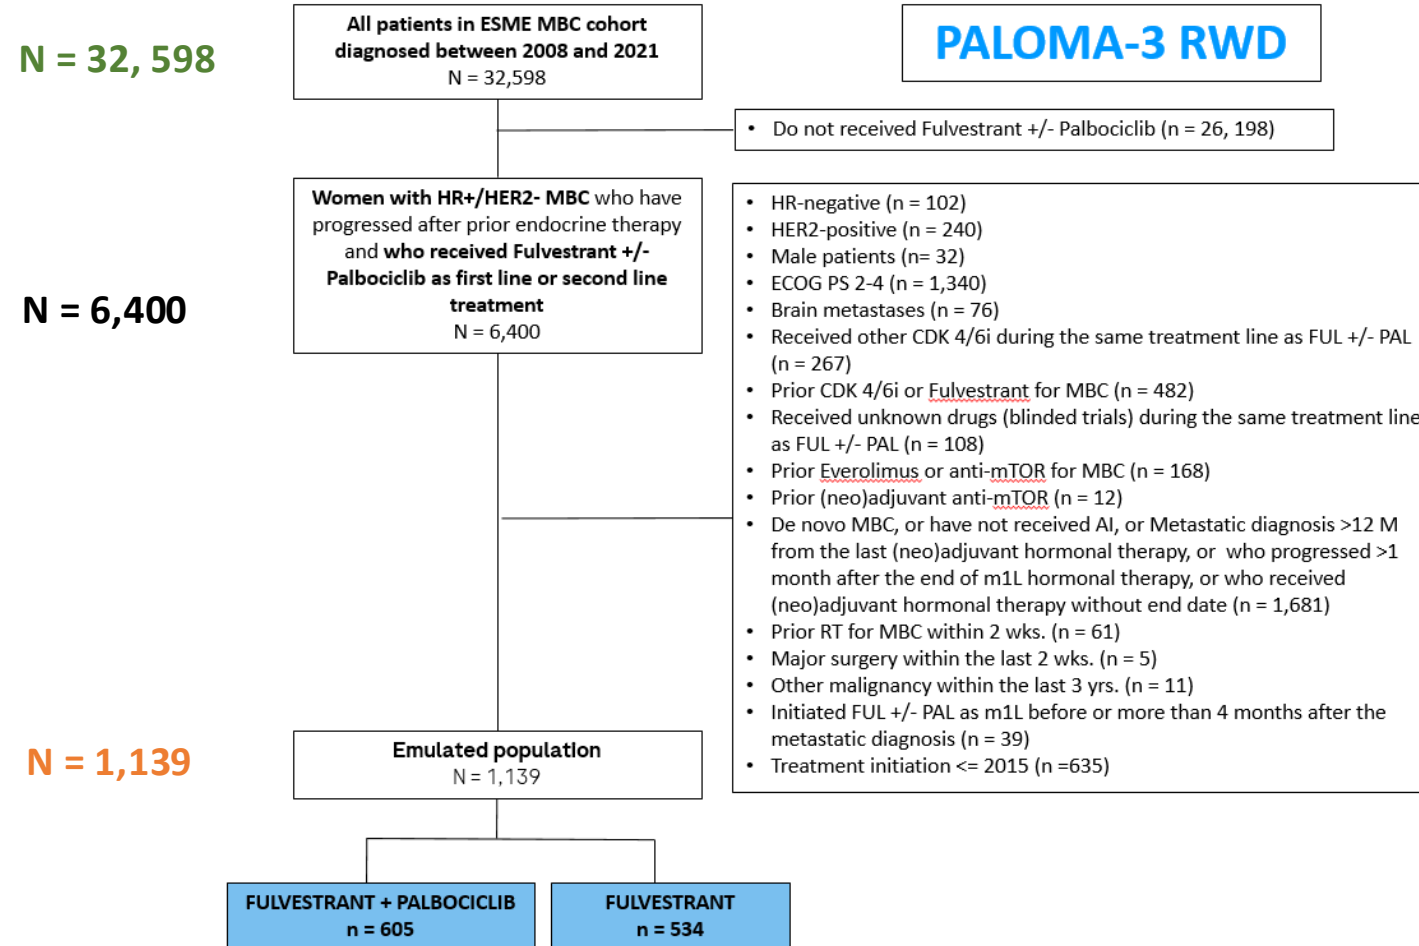 N = 32, 598
All patients in ESME MBC cohort
diagnosed between 2008 and 2021
N = 32,598
PALOMA-3 RWD
• Do not received Fulvestrant +/- Palbociclib (n = 26, 198)
N = 6,400
Women with HR+/HER2- MBC who have
progressed after prior endocrine therapy
and who received Fulvestrant +/-
Palbociclib as first line or second line
treatment
N = 6,400
• HR-negative (n = 102)
• HER2-positive (n = 240)
• Male patients (n= 32)
• ECOG PS 2-4 (n = 1,340)
• Brain metastases (n = 76)
• Received other CDK 4/6i during the same treatment line as FUL +/- PAL
(n = 267)
• Prior CDK 4/6i or Fulvestrant for MBC (n = 482)
• Received unknown drugs (blinded trials) during the same treatment line
as FUL +/- PAL (n = 108)
• Prior Everolimus or anti-mTOR for MBC (n = 168)
• Prior (neo)adjuvant anti-mTOR (n = 12)
• De novo MBC, or have not received AI, or Metastatic diagnosis >12 M
from the last (neo)adjuvant hormonal therapy, or who progressed >1
month after the end of m1L hormonal therapy, or who received
(neo)adjuvant hormonal therapy without end date (n = 1,681)
• Prior RT for MBC within 2 wks. (n = 61)
• Major surgery within the last 2 wks. (n = 5)
• Other malignancy within the last 3 yrs. (n = 11)
• Initiated FUL +/- PAL as m1L before or more than 4 months after the
metastatic diagnosis (n = 39)
• Treatment initiation <= 2015 (n =635)
N = 1,139
Emulated population
N = 1,139
FULVESTRANT + PALBOCICLIB
n = 605
FULVESTRANT
n = 534